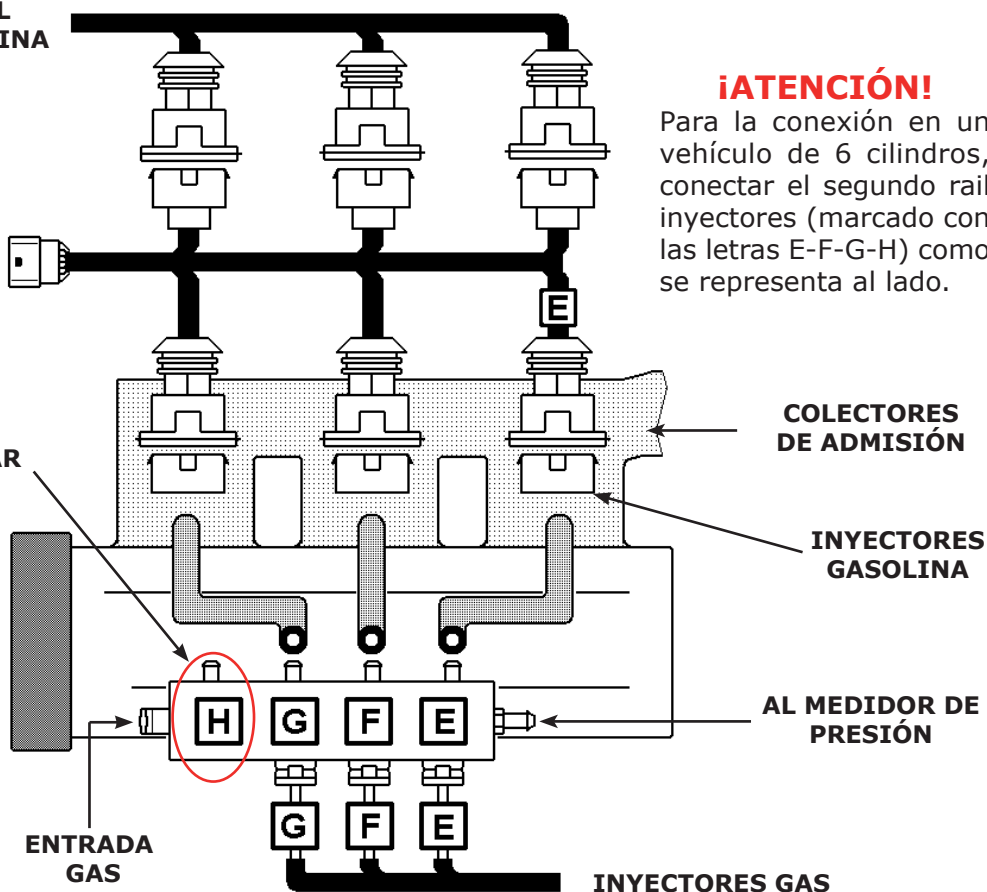 INA
¡ATENCIÓN!
Para la conexión en un
vehículo de 6 cilindros,
conectar el segundo rail
inyectores (marcado con
las letras E-F-G-H) como
se representa al lado.
E
COLECTORES
DE ADMISIÓN
AR
INYECTORES
GASOLINA
H G F E
AL MEDIDOR DE
PRESIÓN
G F E
ENTRADA
GAS
INYECTORES GAS